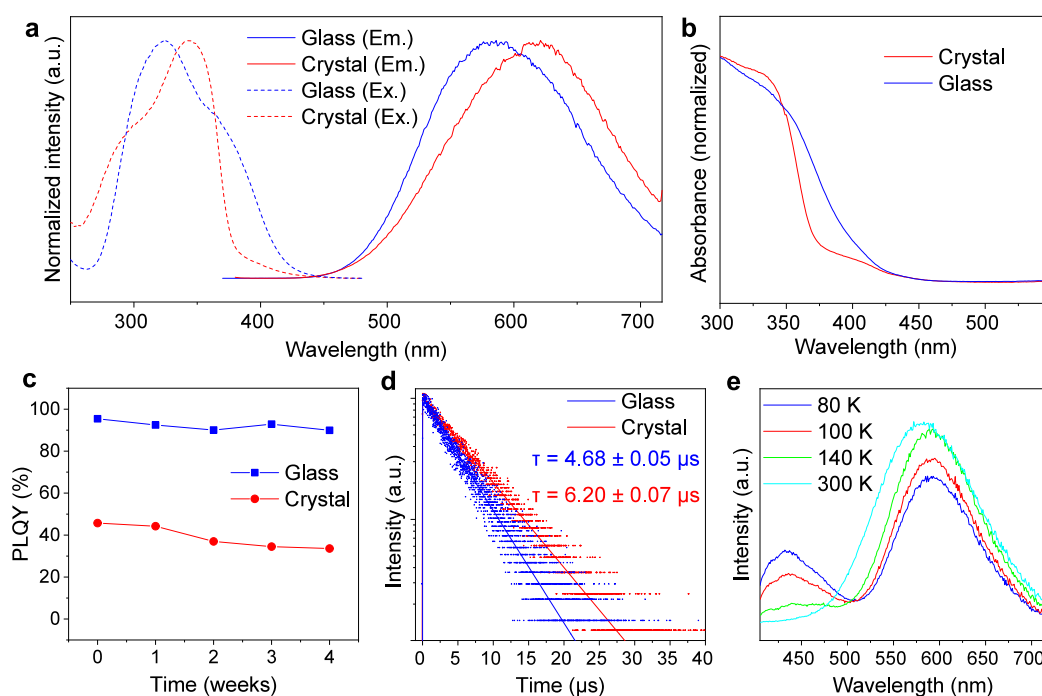 a
Glass (Em.)
Crystal (Em.)
Glass (Ex.)
Crystal (Ex.)
Normalized intensity (a.u.)
300 400 500 600 700
Wavelength (nm)
b
Crystal
Glass
Absorbance (normalized)
300 350 400 450 500
Wavelength (nm)
c
100
80
60
40
20
0
PLQY (%)
Glass
Crystal
0 1 2 3 4
Time (weeks)
d
Glass
Crystal
τ = 4.68 ± 0.05 µs
τ = 6.20 ± 0.07 µs
Intensity (a.u.)
0 5 10 15 20 25 30 35 40
Time (µs)
e
80 K
100 K
140 K
300 K
Intensity (a.u.)
450 500 550 600 650 700
Wavelength (nm)